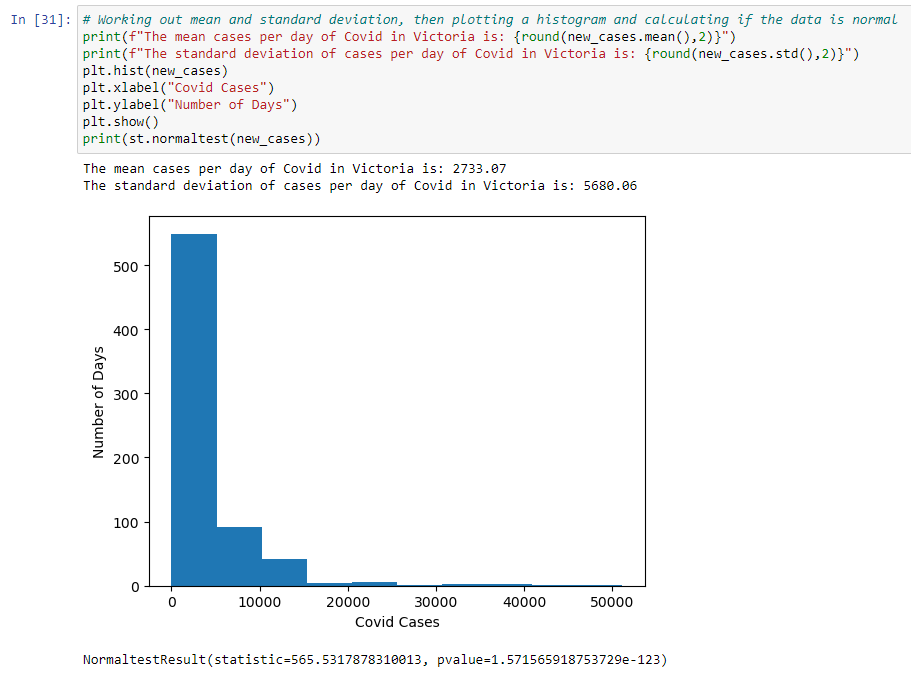 In [31]: # Working out mean and standard deviation, then plotting a histogram and calculating if the data is normal
print(f"The mean cases per day of Covid in Victoria is: {round(new_cases.mean(),2)}")
print(f"The standard deviation of cases per day of Covid in Victoria is: {round(new_cases.std(),2)}")
plt.hist(new_cases)
plt.xlabel("Covid Cases")
plt.ylabel("Number of Days")
plt.show()
print(st.normaltest(new_cases))
The mean cases per day of Covid in Victoria is: 2733.07
The standard deviation of cases per day of Covid in Victoria is: 5680.06
500
400
300
200
100
0
Number of Days
0 10000 20000 30000 40000 50000
Covid Cases
NormaltestResult(statistic=565.5317878310013, pvalue=1.571565918753729e-123)